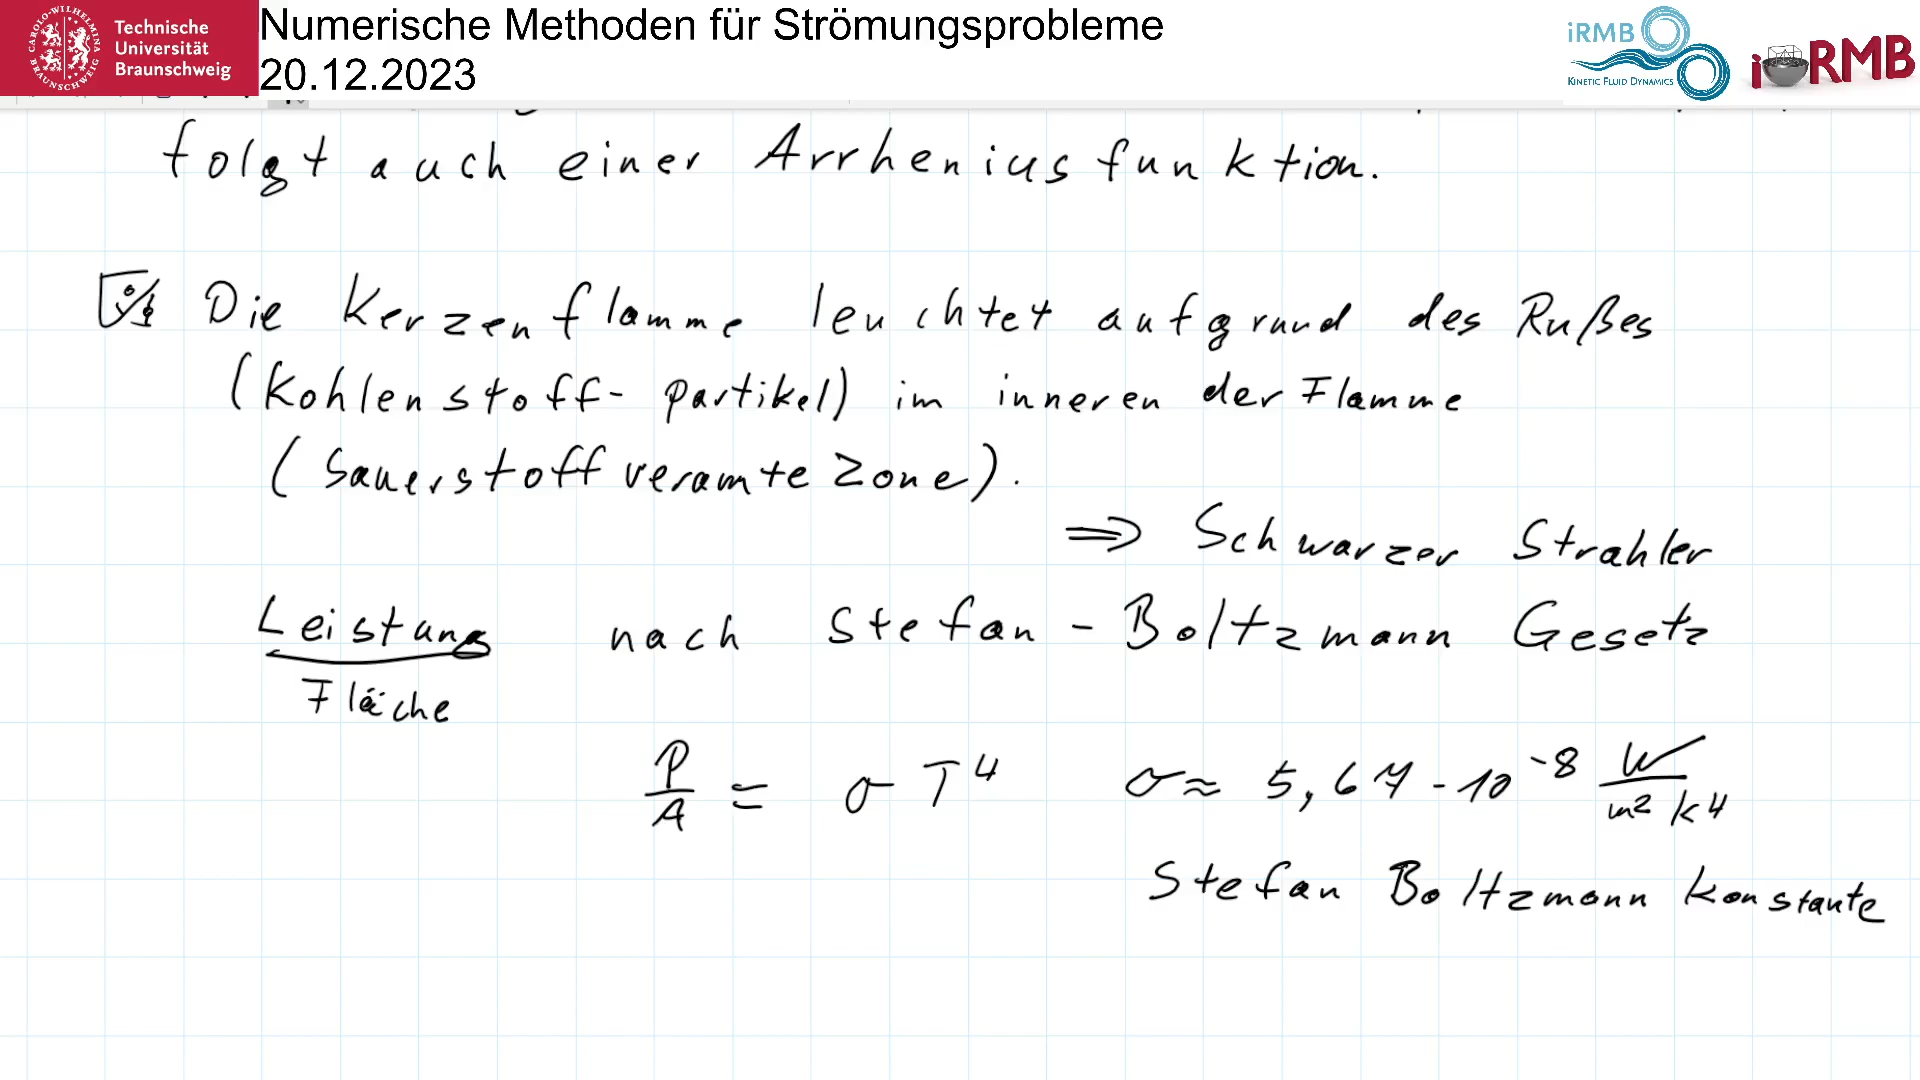 Technische
Universität
Braunschweig
Numerische Methoden für Strömungsprobleme
20.12.2023
iRMB
KINETIC FLUID DYNAMICS
iRMB
folgt auch einer Arrheniusfunktion.
Die Kerzenflamme leuchtet aufgrund des Rußes
(Kohlenstoff-partikel) im inneren der Flamme
(Sauerstoff veramte Zone).
⇒ Schwarzer Strahler
Leistung nach Stefan-Boltzmann Gesetz
Fläche
P/A = σ T⁴ σ ≈ 5,67 · 10⁻⁸ W/m² K⁴
Stefan Boltzmann Konstante